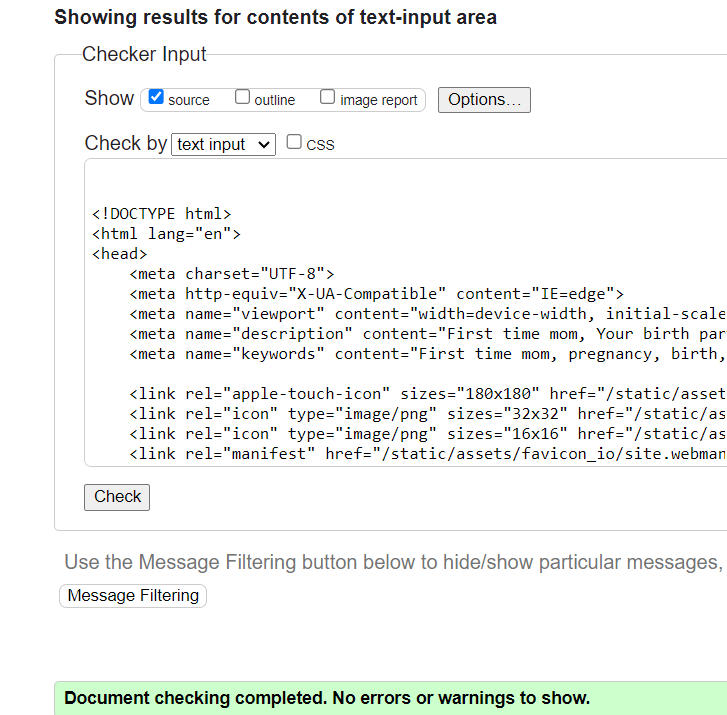 Showing results for contents of text-input area
Checker Input
Show source outline image report Options...
Check by text input CSS
<!DOCTYPE html>
<html lang="en">
<head>
    <meta charset="UTF-8">
    <meta http-equiv="X-UA-Compatible" content="IE=edge">
    <meta name="viewport" content="width=device-width, initial-scale
    <meta name="description" content="First time mom, Your birth par
    <meta name="keywords" content="First time mom, pregnancy, birth,
    <link rel="apple-touch-icon" sizes="180x180" href="/static/asset
    <link rel="icon" type="image/png" sizes="32x32" href="/static/as
    <link rel="icon" type="image/png" sizes="16x16" href="/static/as
    <link rel="manifest" href="/static/assets/favicon_io/site.webman
Check
Use the Message Filtering button below to hide/show particular messages,
Message Filtering
Document checking completed. No errors or warnings to show.